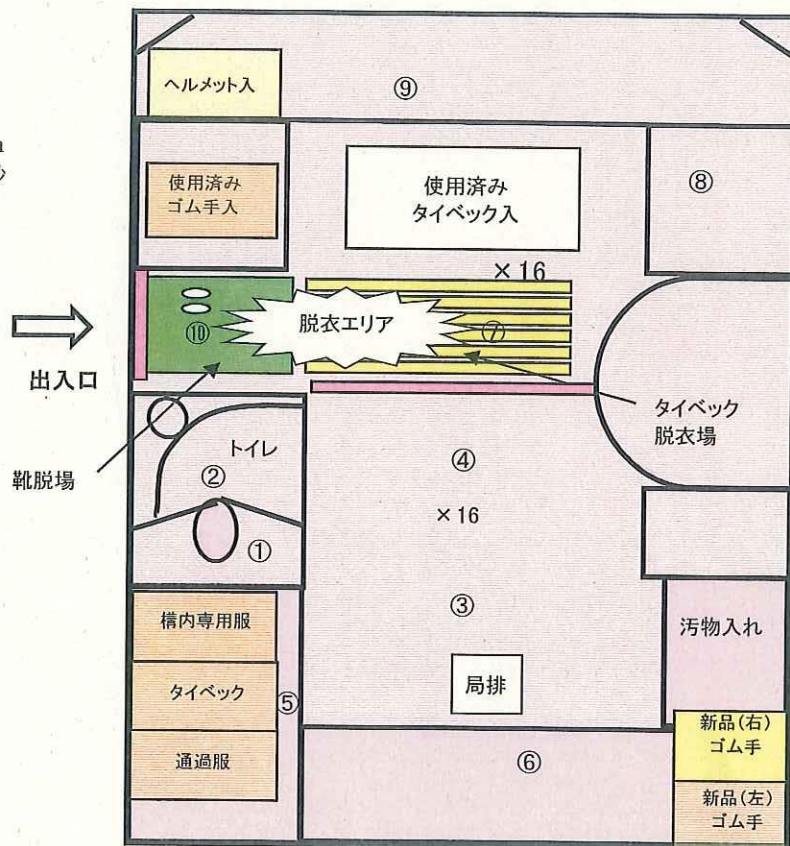 ヘルメット入
⑨
使用済み
ゴム手入
使用済み
タイベック入
⑧
×16
⑩
脱衣エリア
⑦
出入口
靴脱場
タイベック
脱衣場
トイレ
②
①
④
×16
③
構内専用服
タイベック
通過服
⑤
局排
汚物入れ
新品(右)
ゴム手
⑥
新品(左)
ゴム手